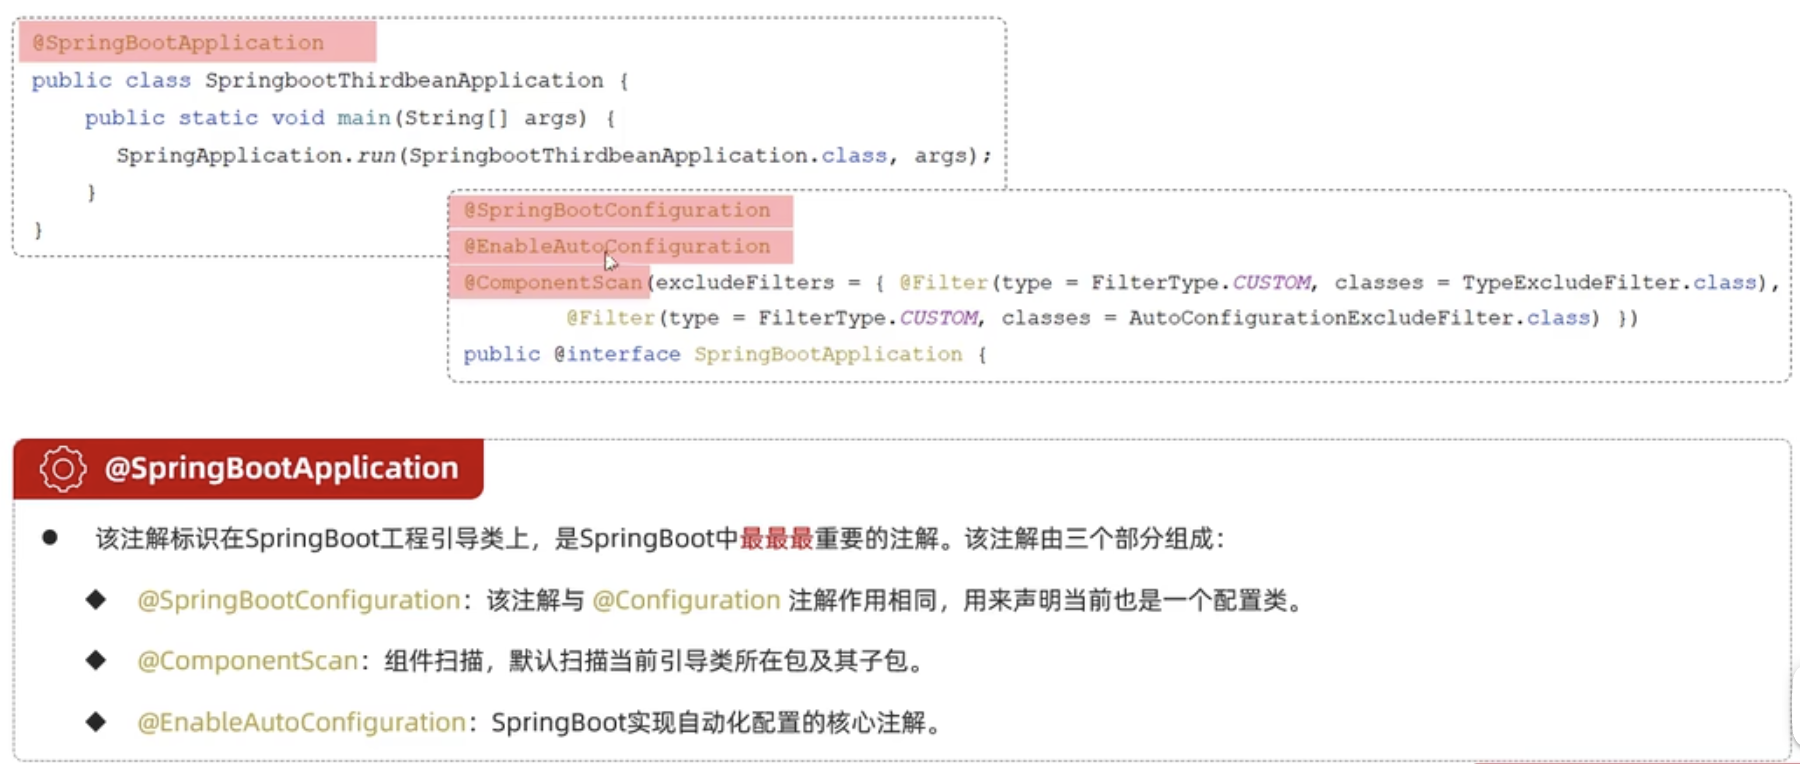 @SpringBootApplication
public class SpringbootThirdbeanApplication {
public static void main(String[] args) {
SpringApplication.run(SpringbootThirdbeanApplication.class, args);
}
}
@SpringBootConfiguration
@EnableAutoConfiguration
@ComponentScan(excludeFilters = { @Filter(type = FilterType.CUSTOM, classes = TypeExcludeFilter.class),
@Filter(type = FilterType.CUSTOM, classes = AutoConfigurationExcludeFilter.class) })
public @interface SpringBootApplication {
@SpringBootApplication
● 该注解标识在SpringBoot工程引导类上，是SpringBoot中最最最重要的注解。该注解由三个部分组成：
◆ @SpringBootConfiguration：该注解与 @Configuration 注解作用相同，用来声明当前也是一个配置类。
◆ @ComponentScan：组件扫描，默认扫描当前引导类所在包及其子包。
◆ @EnableAutoConfiguration：SpringBoot实现自动化配置的核心注解。